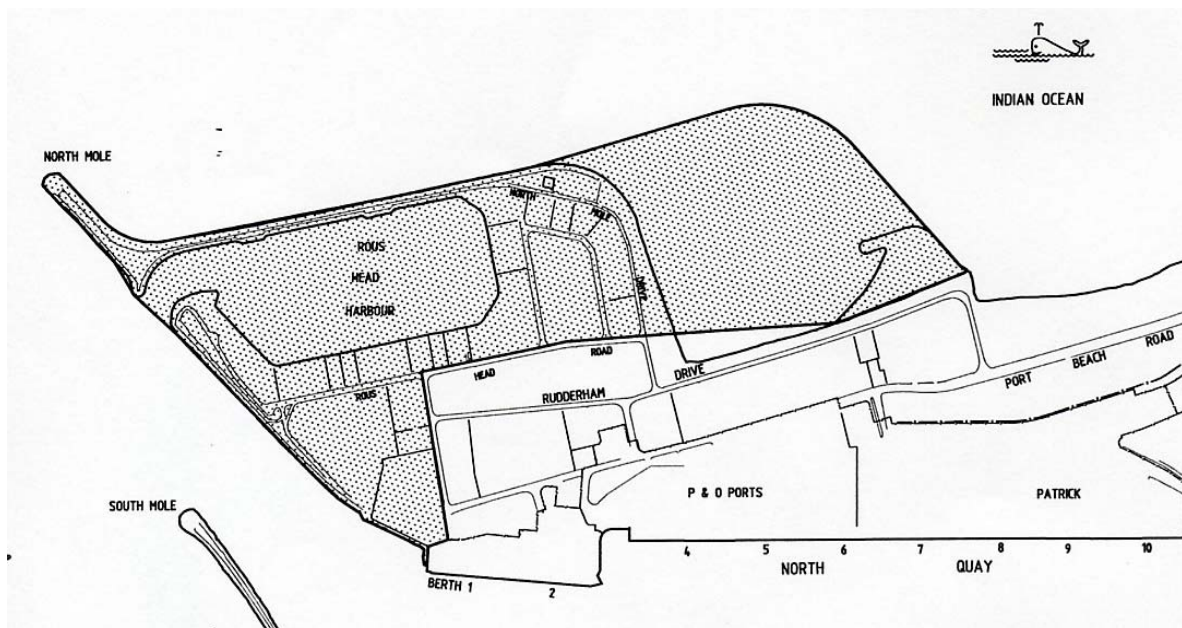 INDIAN OCEAN
NORTH MOLE
NORTH
MOLE
DRIVE
ROUS
HEAD
HARBOUR
ROUS
HEAD
ROAD
RUDDERHAM
DRIVE
PORT
BEACH
ROAD
SOUTH MOLE
P & O PORTS
PATRICK
BERTH 1
2
4
5
6
7
8
9
10
NORTH
QUAY